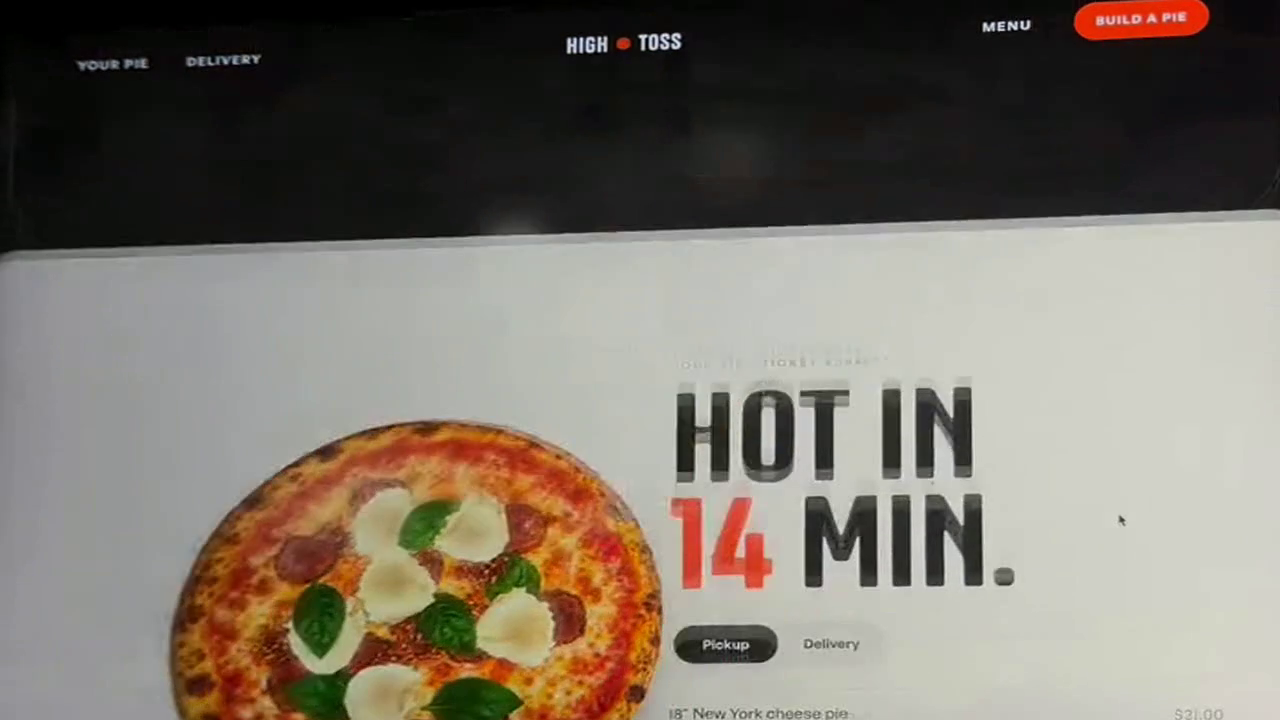 YOUR PIE
DELIVERY
HIGH TOSS
MENU
BUILD A PIE
HOT IN
14 MIN.
Pickup
Delivery
18" New York cheese pie
$21.00